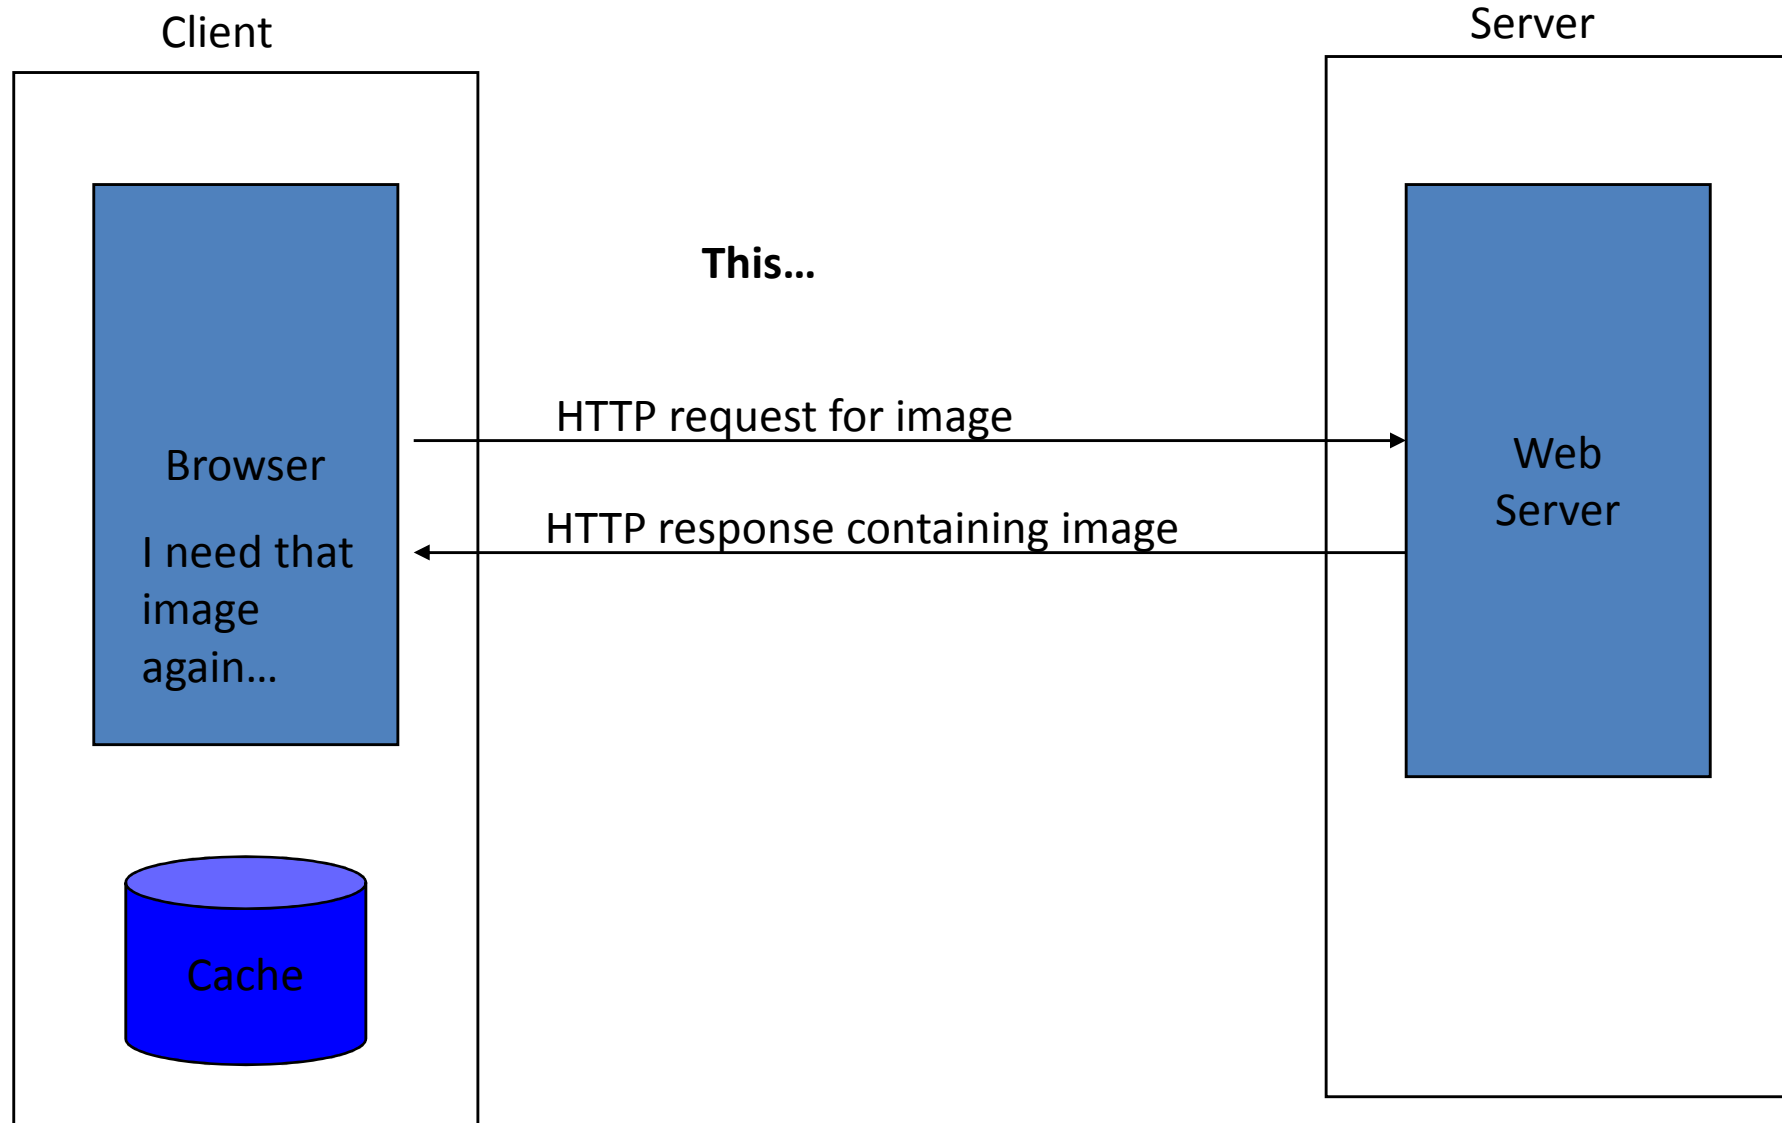 Client
Server
This…
HTTP request for image
Browser
Web
Server
HTTP response containing image
I need that
image
again…
Cache